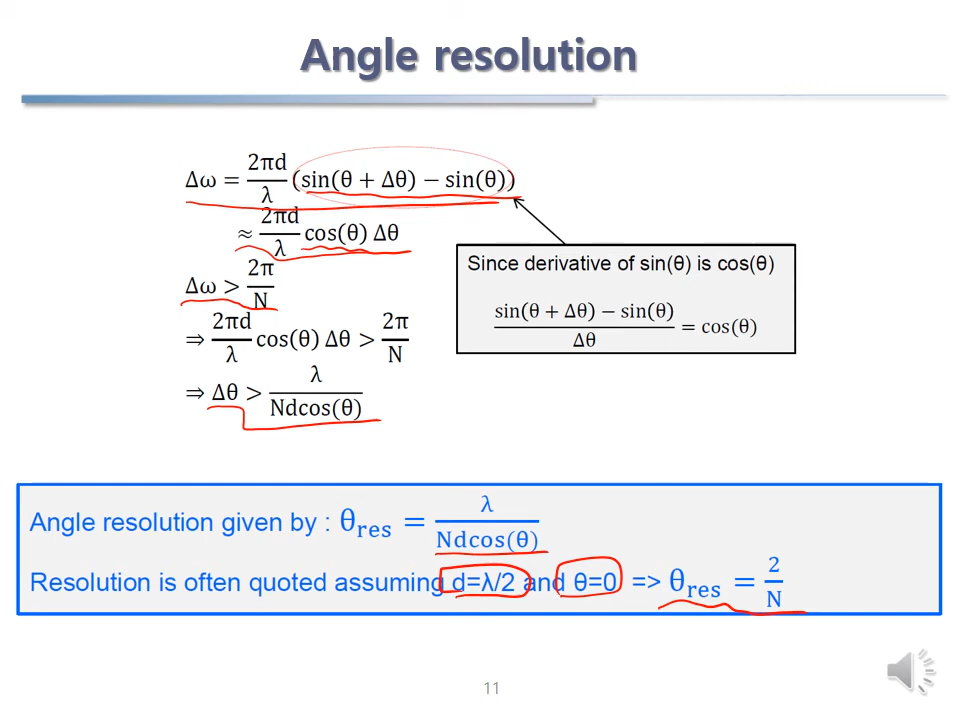 Angle resolution
Δω = 2πd/λ (sin(θ + Δθ) − sin(θ))
≈ 2πd/λ cos(θ) Δθ
Δω > 2π/N
⇒ 2πd/λ cos(θ) Δθ > 2π/N
⇒ Δθ > λ/Ndcos(θ)
Since derivative of sin(θ) is cos(θ)
sin(θ + Δθ) − sin(θ)/Δθ = cos(θ)
Angle resolution given by : θres = λ/Ndcos(θ)
Resolution is often quoted assuming d=λ/2 and θ=0 => θres = 2/N
11